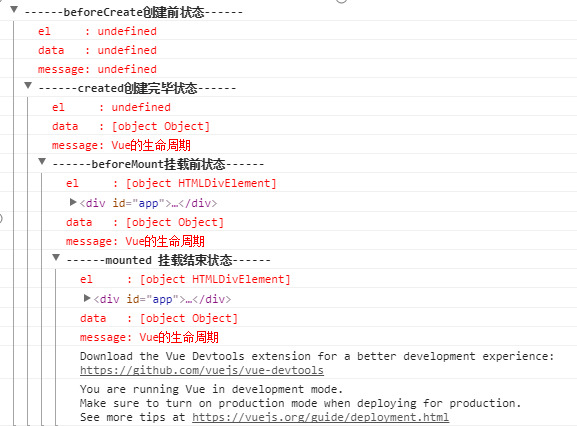 ------beforeCreate创建前状态------
el     : undefined
data   : undefined
message: undefined
------created创建完毕状态------
el     : undefined
data   : [object Object]
message: Vue的生命周期
------beforeMount挂载前状态------
el     : [object HTMLDivElement]
<div id="app">…</div>
data   : [object Object]
message: Vue的生命周期
------mounted 挂载结束状态------
el     : [object HTMLDivElement]
<div id="app">…</div>
data   : [object Object]
message: Vue的生命周期
Download the Vue Devtools extension for a better development experience:
https://github.com/vuejs/vue-devtools
You are running Vue in development mode.
Make sure to turn on production mode when deploying for production.
See more tips at https://vuejs.org/guide/deployment.html